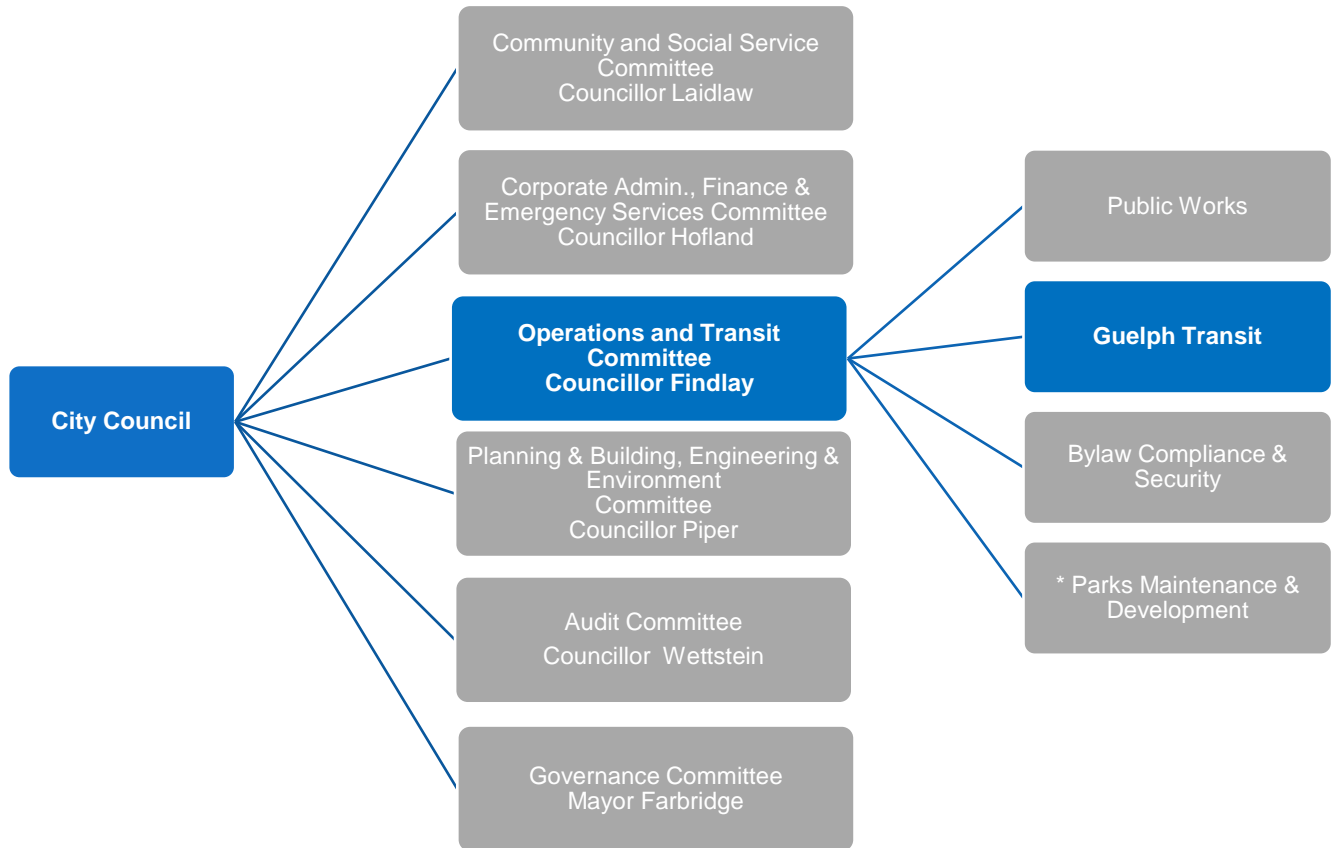 City Council
Community and Social Service
Committee
Councillor Laidlaw
Corporate Admin., Finance &
Emergency Services Committee
Councillor Hofland
Operations and Transit
Committee
Councillor Findlay
Planning & Building, Engineering &
Environment
Committee
Councillor Piper
Audit Committee
Councillor Wettstein
Governance Committee
Mayor Farbridge
Public Works
Guelph Transit
Bylaw Compliance &
Security
* Parks Maintenance &
Development